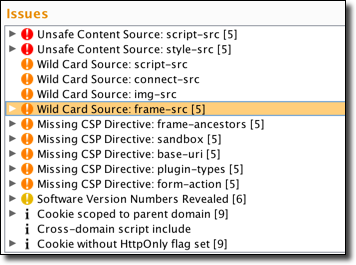 Issues
Unsafe Content Source: script-src [5]
Unsafe Content Source: style-src [5]
Wild Card Source: script-src
Wild Card Source: connect-src
Wild Card Source: img-src
Wild Card Source: frame-src [5]
Missing CSP Directive: frame-ancestors [5]
Missing CSP Directive: sandbox [5]
Missing CSP Directive: base-uri [5]
Missing CSP Directive: plugin-types [5]
Missing CSP Directive: form-action [5]
Software Version Numbers Revealed [6]
Cookie scoped to parent domain [9]
Cross-domain script include
Cookie without HttpOnly flag set [9]